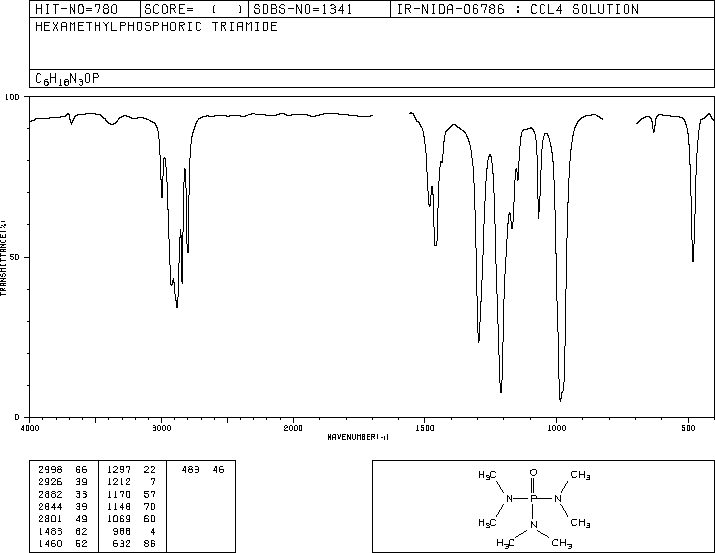 HIT-NO=780 SCORE= ( ) SDBS-NO=1341 IR-NIDA-06786 : CCL4 SOLUTION
HEXAMETHYLPHOSPHORIC TRIAMIDE
C6H18N3OP
100
50
0
TRANSMITTANCE(%)
4000 3000 2000 1500 1000 500
WAVENUMBER(-1)
2998 66 1297 22 483 46
2926 39 1212 7
2882 33 1170 57
2844 39 1148 70
2801 49 1069 60
1483 62 988 4
1460 52 632 86
O
H3C CH3
N P N
H3C CH3
N
H3C CH3